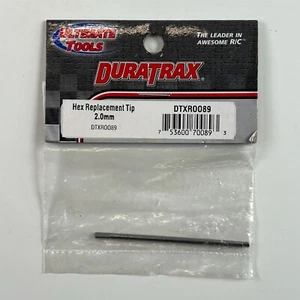 ULTIMATE
TOOLS
THE LEADER IN
AWESOME R/C
DURATRAX
Hex Replacement Tip
2.0mm
DTXR0089
DTXR0089
7 53600 70089 3